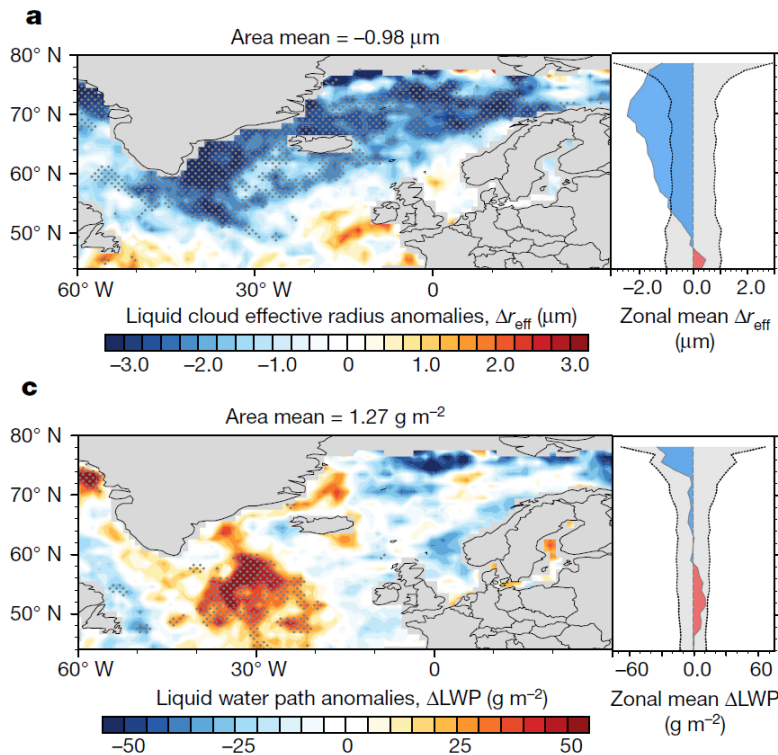 a
Area mean = –0.98 μm
80° N
70° N
60° N
50° N
60° W 30° W 0
–2.0 0.0 2.0
Liquid cloud effective radius anomalies, Δreff (μm)
Zonal mean Δreff
(μm)
–3.0 –2.0 –1.0 0 1.0 2.0 3.0
c
Area mean = 1.27 g m–2
80° N
70° N
60° N
50° N
60° W 30° W 0
–60 0.0 60
Liquid water path anomalies, ΔLWP (g m–2)
Zonal mean ΔLWP
(g m–2)
–50 –25 0 25 50